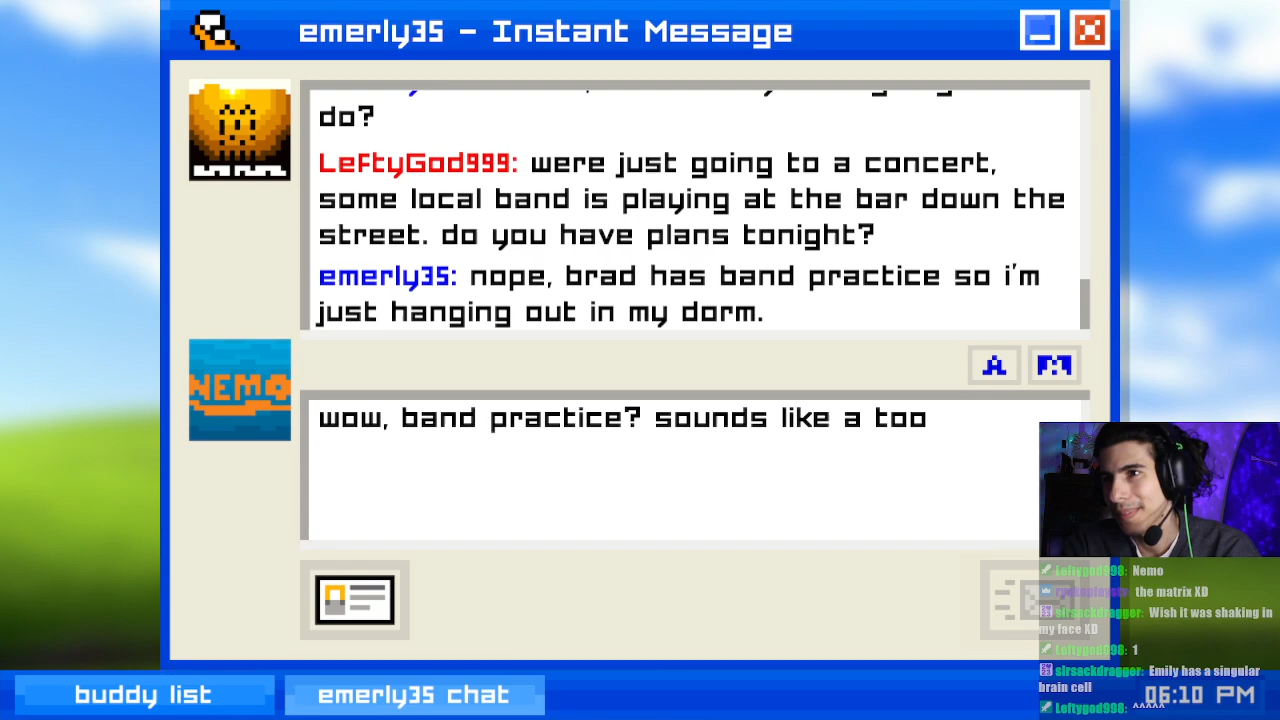 emerly35 - Instant Message
do?
LeftyGod999: were just going to a concert,
some local band is playing at the bar down the
street. do you have plans tonight?
emerly35: nope, brad has band practice so i'm
just hanging out in my dorm.
NEMO
A
wow, band practice? sounds like a too
Leftygod998: Nemo
the matrix XD
sirsackdragger: Wish it was shaking in
my face XD
Leftygod998: 1
sirsackdragger: Emily has a singular
brain cell
Leftygod998: ^^^^^
buddy list
emerly35 chat
06:10 PM